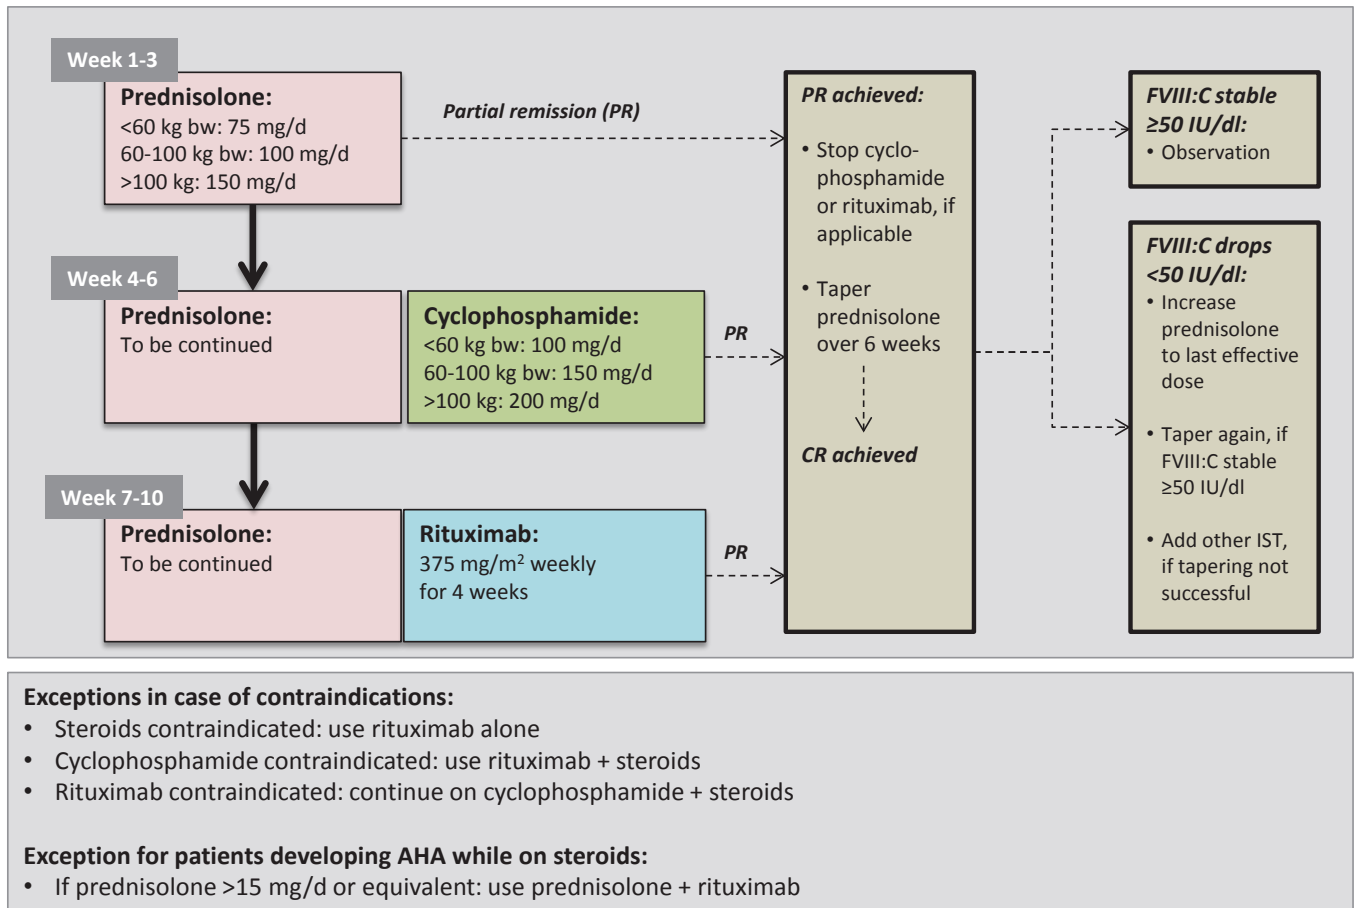 Week 1-3
Prednisolone:
<60 kg bw: 75 mg/d
60-100 kg bw: 100 mg/d
>100 kg: 150 mg/d
Partial remission (PR)
Week 4-6
Prednisolone:
To be continued
Cyclophosphamide:
<60 kg bw: 100 mg/d
60-100 kg bw: 150 mg/d
>100 kg: 200 mg/d
PR
Week 7-10
Prednisolone:
To be continued
Rituximab:
375 mg/m² weekly
for 4 weeks
PR
PR achieved:
• Stop cyclo-
phosphamide
or rituximab, if
applicable
• Taper
prednisolone
over 6 weeks
CR achieved
FVIII:C stable
≥50 IU/dl:
• Observation
FVIII:C drops
<50 IU/dl:
• Increase
prednisolone
to last effective
dose
• Taper again, if
FVIII:C stable
≥50 IU/dl
• Add other IST,
if tapering not
successful
Exceptions in case of contraindications:
• Steroids contraindicated: use rituximab alone
• Cyclophosphamide contraindicated: use rituximab + steroids
• Rituximab contraindicated: continue on cyclophosphamide + steroids
Exception for patients developing AHA while on steroids:
• If prednisolone >15 mg/d or equivalent: use prednisolone + rituximab